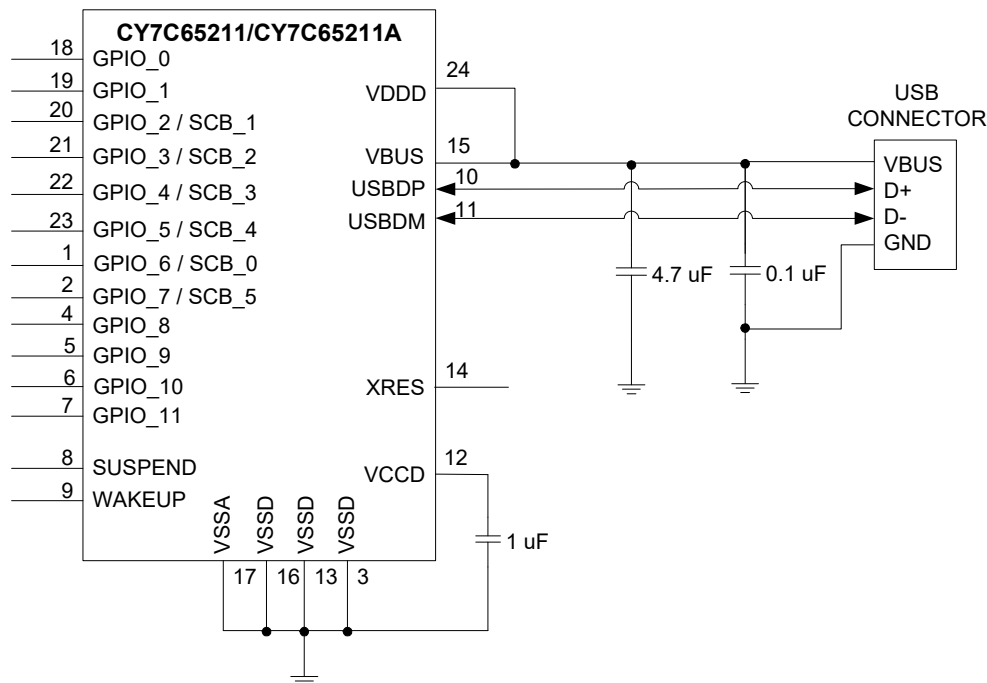 CY7C65211/CY7C65211A
18
GPIO_0
19
GPIO_1
20
GPIO_2 / SCB_1
21
GPIO_3 / SCB_2
22
GPIO_4 / SCB_3
23
GPIO_5 / SCB_4
1
GPIO_6 / SCB_0
2
GPIO_7 / SCB_5
4
GPIO_8
5
GPIO_9
6
GPIO_10
7
GPIO_11
8
SUSPEND
9
WAKEUP
VDDD
24
VBUS
15
USBDP
10
USBDM
11
XRES
14
VCCD
12
VSSA
VSSD
VSSD
VSSD
17
16
13
3
1 uF
4.7 uF
0.1 uF
USB
CONNECTOR
VBUS
D+
D-
GND